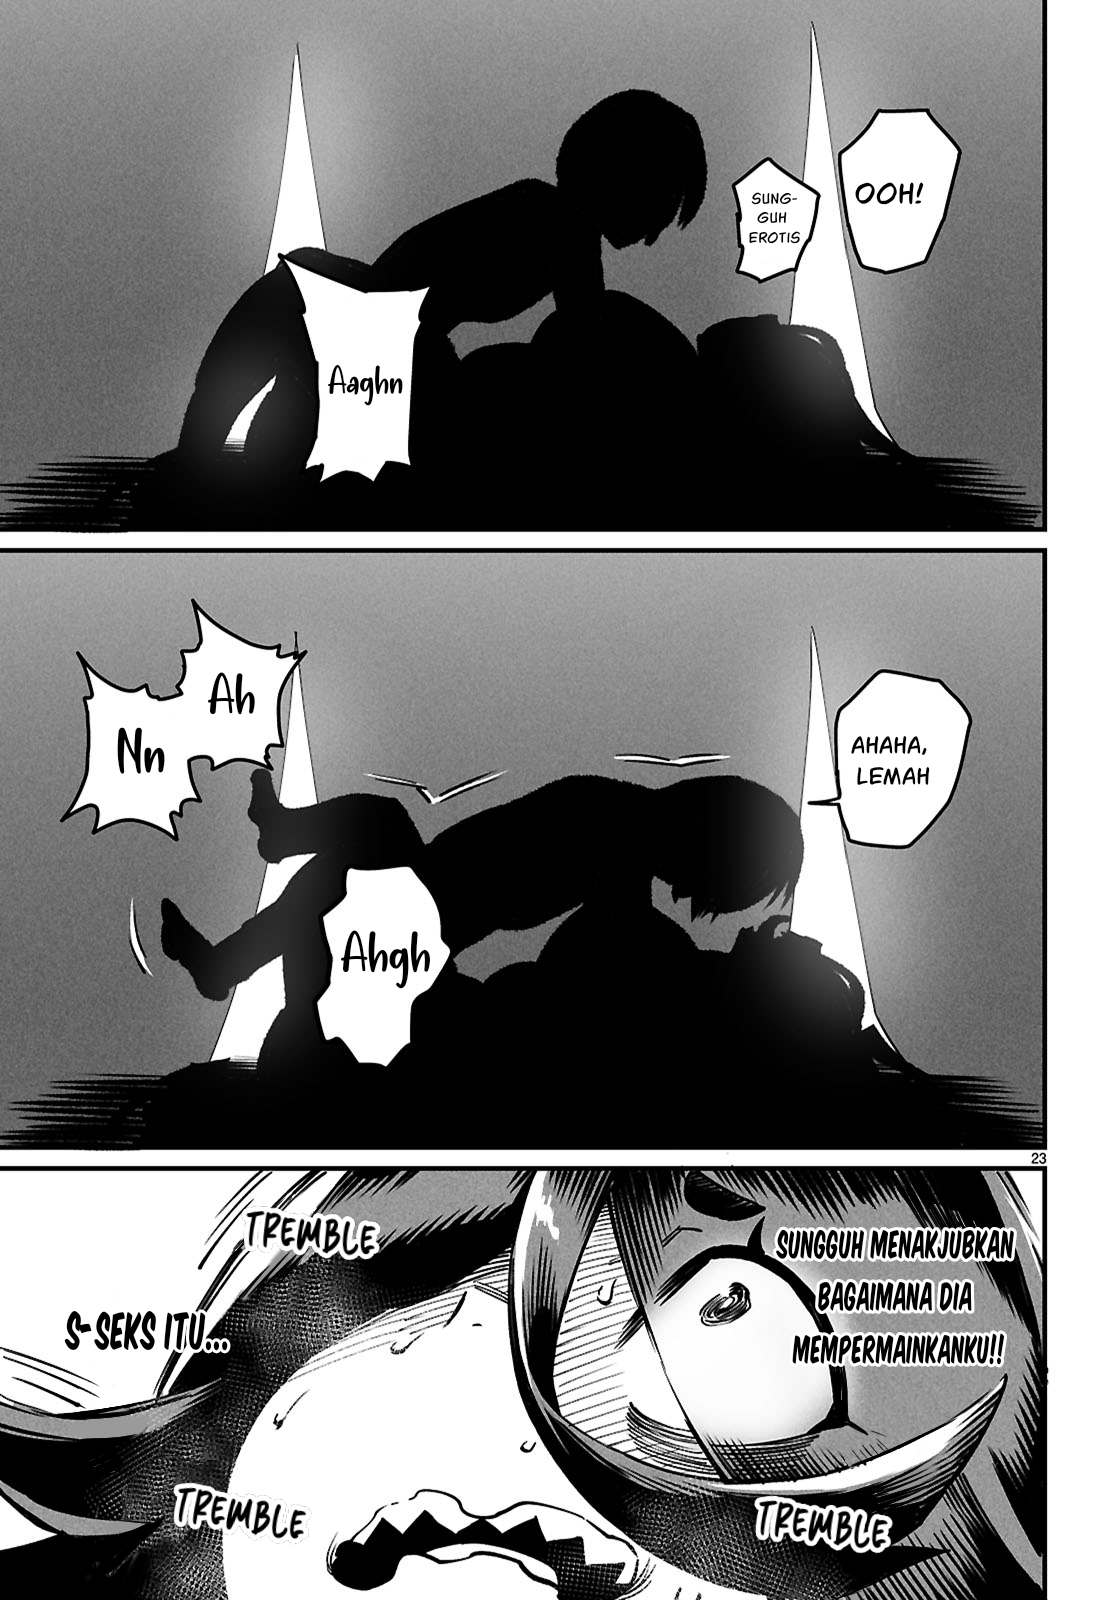 OOH!
SUNG-
GUH
EROTIS
Aaghn
AHAHA,
LEMAH
Ah
Nn
Ahgh
23
SUNGGUH MENAKJUBKAN
BAGAIMANA DIA
MEMPERMAINKANKU!!
TREMBLE
S-SEKS ITU...
TREMBLE
TREMBLE